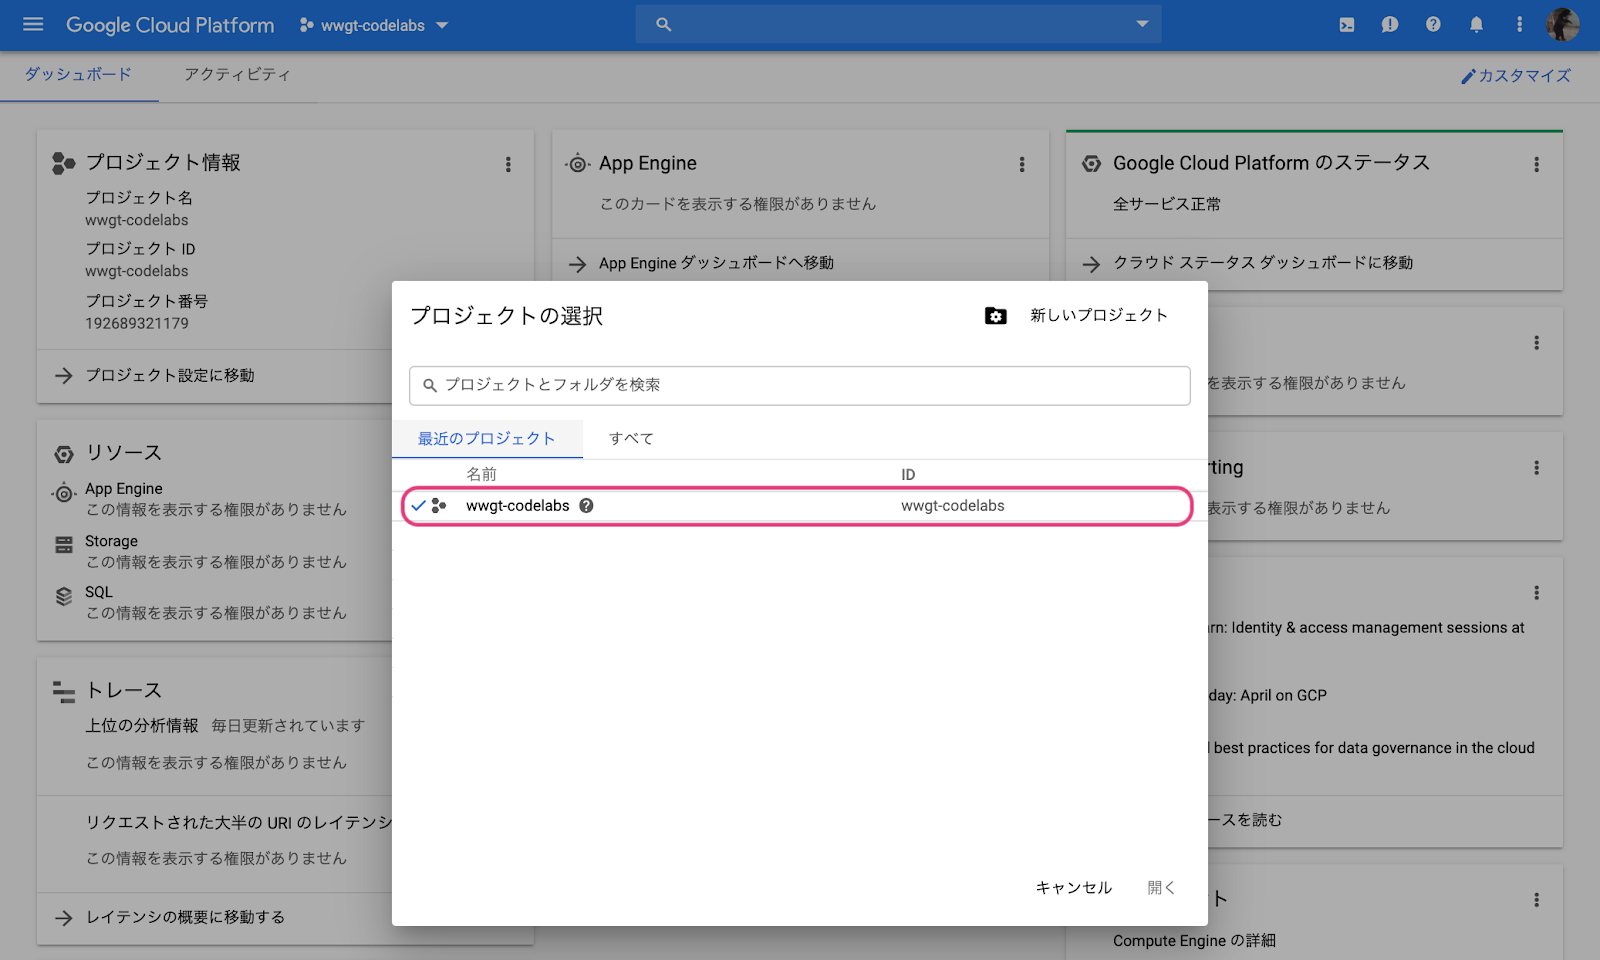 Google Cloud Platform
wwgt-codelabs
ダッシュボード
アクティビティ
カスタマイズ
プロジェクト情報
プロジェクト名
wwgt-codelabs
プロジェクト ID
wwgt-codelabs
プロジェクト番号
192689321179
プロジェクト設定に移動
リソース
App Engine
この情報を表示する権限がありません
Storage
この情報を表示する権限がありません
SQL
この情報を表示する権限がありません
トレース
上位の分析情報 毎日更新されています
この情報を表示する権限がありません
リクエストされた大半の URI のレイテンシ
この情報を表示する権限がありません
レイテンシの概要に移動する
App Engine
このカードを表示する権限がありません
App Engine ダッシュボードへ移動
Google Cloud Platform のステータス
全サービス正常
クラウド ステータス ダッシュボードに移動
プロジェクトの選択
新しいプロジェクト
プロジェクトとフォルダを検索
最近のプロジェクト
すべて
名前
ID
wwgt-codelabs
wwgt-codelabs
キャンセル
開く
を表示する権限がありません
rting
表示する権限がありません
rn: Identity & access management sessions at
day: April on GCP
best practices for data governance in the cloud
ースを読む
ト
Compute Engine の詳細